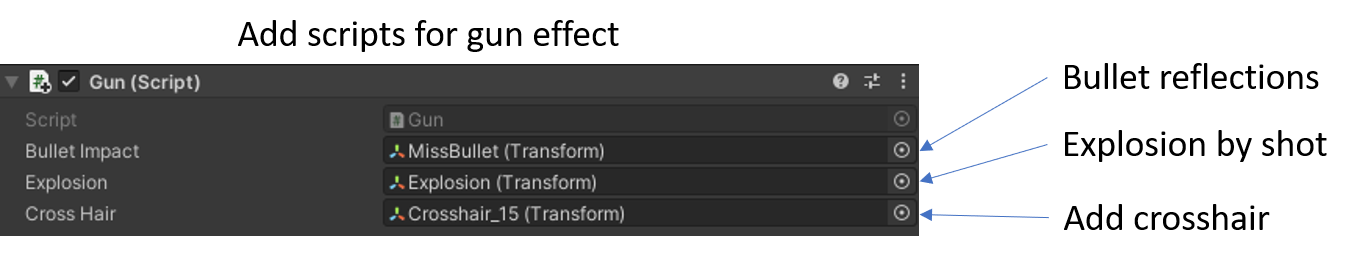 Add scripts for gun effect
Gun (Script)
Script Gun
Bullet Impact MissBullet (Transform) Bullet reflections
Explosion Explosion (Transform) Explosion by shot
Cross Hair Crosshair_15 (Transform) Add crosshair